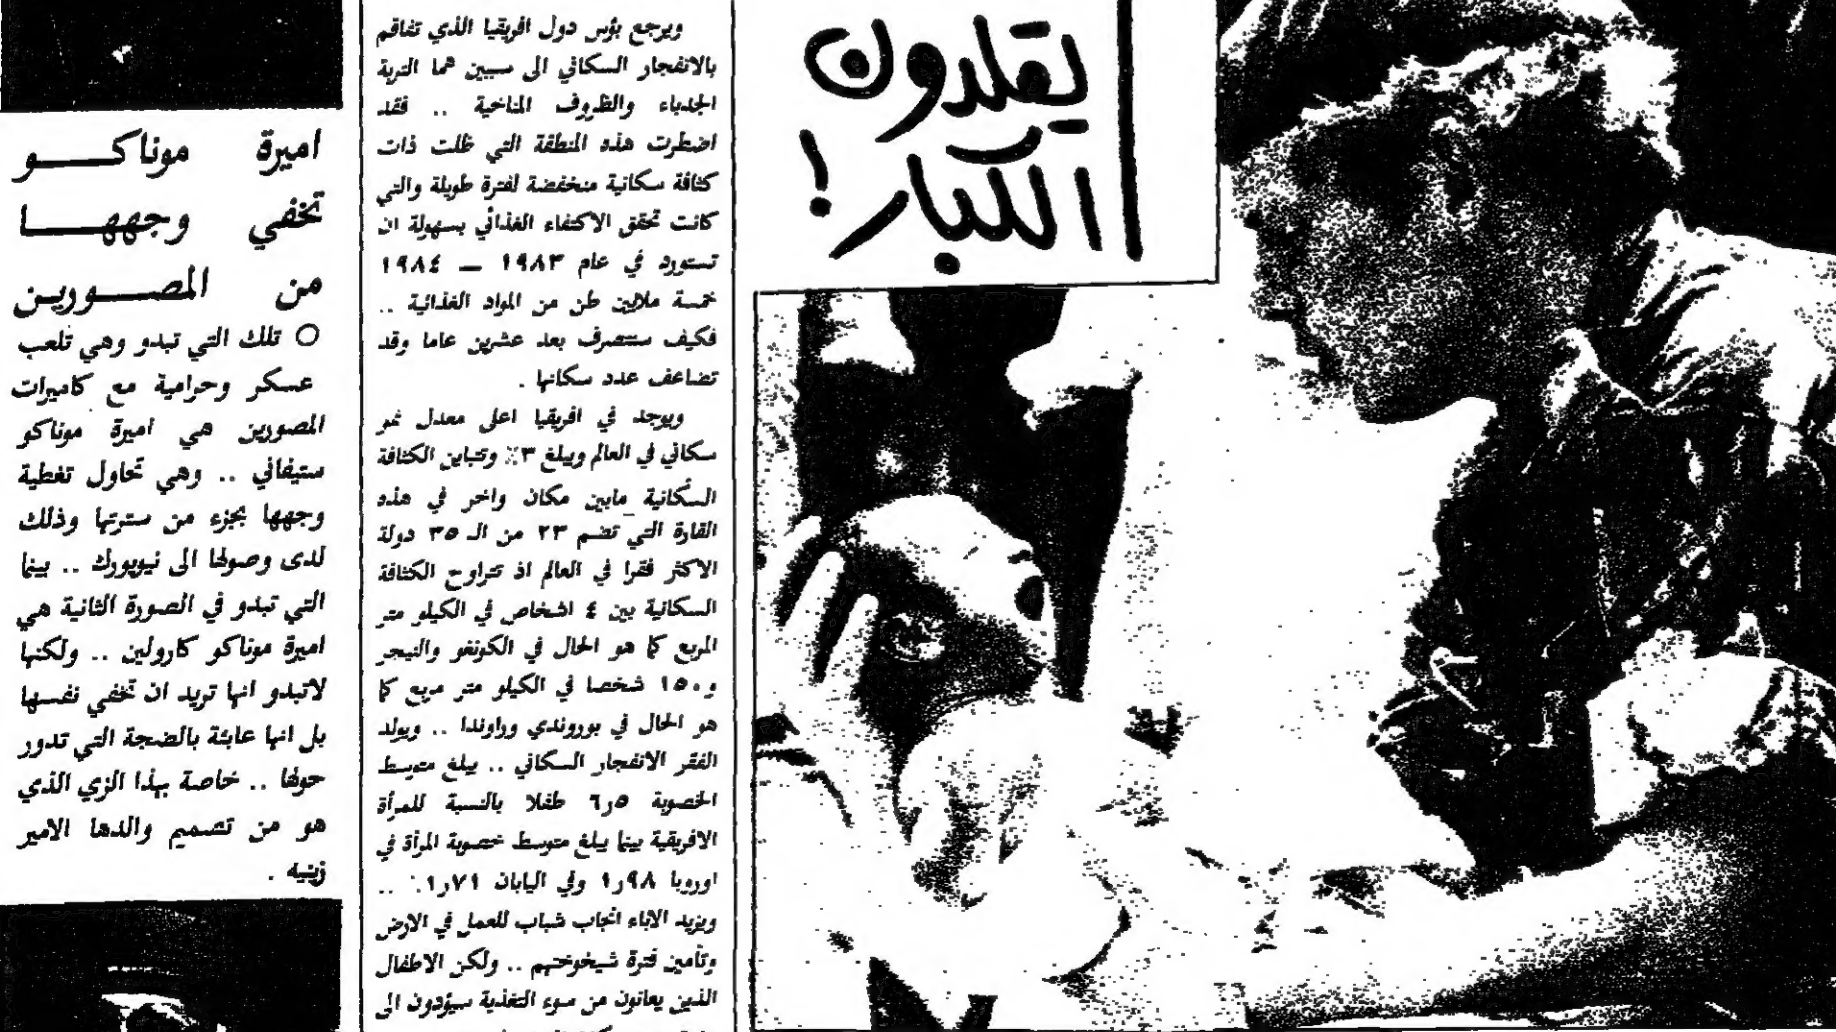 يقلدون
الكبار !
ويرجع بؤس دول افريقيا الذي تفاقم
بالانفجار السكاني الى سببين هما التربة
الجدباء والظروف المناخية .. فقد
اضطرت هذه المنطقة التي ظلت ذات
كثافة سكانية منخفضة لفترة طويلة والتي
كانت تحقق الاكتفاء الغذائي بسهولة ان
تستورد في عام ١٩٨٣ — ١٩٨٤
خمسة ملايين طن من المواد الغذائية ..
فكيف ستتصرف بعد عشرين عاما وقد
تضاعف عدد سكانها .
ويوجد في افريقيا اعلى معدل نمو
سكاني في العالم ويبلغ ٣٪ وتتباين الكثافة
السكانية مابين مكان واخر في هذه
القارة التي تضم ٢٣ من الـ ٣٥ دولة
الاكثر فقرا في العالم اذ تتراوح الكثافة
السكانية بين ٤ اشخاص في الكيلو متر
المربع كما هو الحال في الكونغو والنيجر
و١٥٠ شخصا في الكيلو متر مربع كما
هو الحال في بوروندي وراوندا .. ويولد
الفقر الانفجار السكاني .. يبلغ متوسط
الخصوبة ٦٫٥ طفلا بالنسبة للمرأة
الافريقية بينما يبلغ متوسط خصوبة المرأة في
اوروبا ١٫٩٨ وفي اليابان ١٫٧١٪ ..
ويريد الاباء انجاب شباب للعمل في الارض
وتأمين فترة شيخوختهم .. ولكن الاطفال
الذين يعانون من سوء التغذية سيؤدون الى
اميرة موناكـــو
تخفي وجههـــا
من المصـــورين
○ تلك التي تبدو وهي تلعب
عسكر وحرامية مع كاميرات
المصورين هي اميرة موناكو
ستيفاني .. وهي تحاول تغطية
وجهها بجزء من سترتها وذلك
لدى وصولها الى نيويورك .. بينما
التي تبدو في الصورة الثانية هي
اميرة موناكو كارولين .. ولكنها
لاتبدو انها تريد ان تخفي نفسها
بل انها عابئة بالضجة التي تدور
حولها .. خاصة بهذا الزي الذي
هو من تصميم والدها الامير
زينيه .